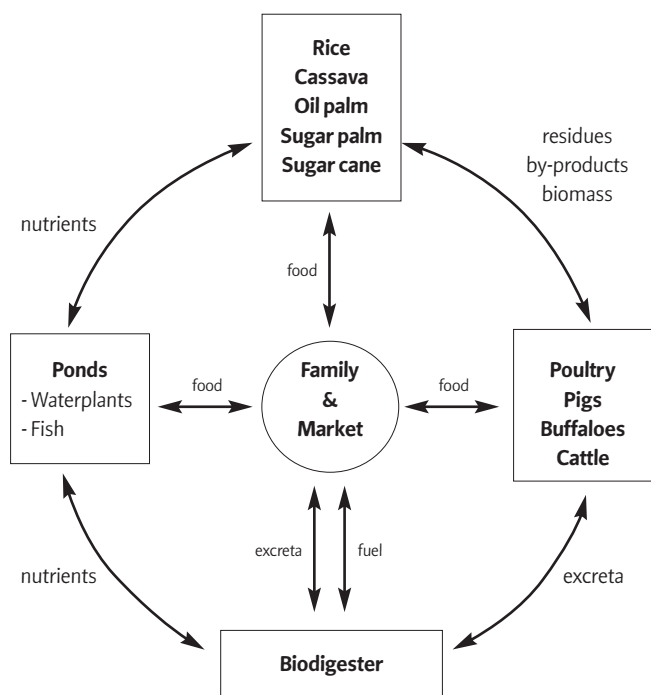 Rice
Cassava
Oil palm
Sugar palm
Sugar cane
residues
by-products
biomass
nutrients
food
Ponds
- Waterplants
- Fish
food
Family
&
Market
food
Poultry
Pigs
Buffaloes
Cattle
excreta
fuel
nutrients
excreta
Biodigester